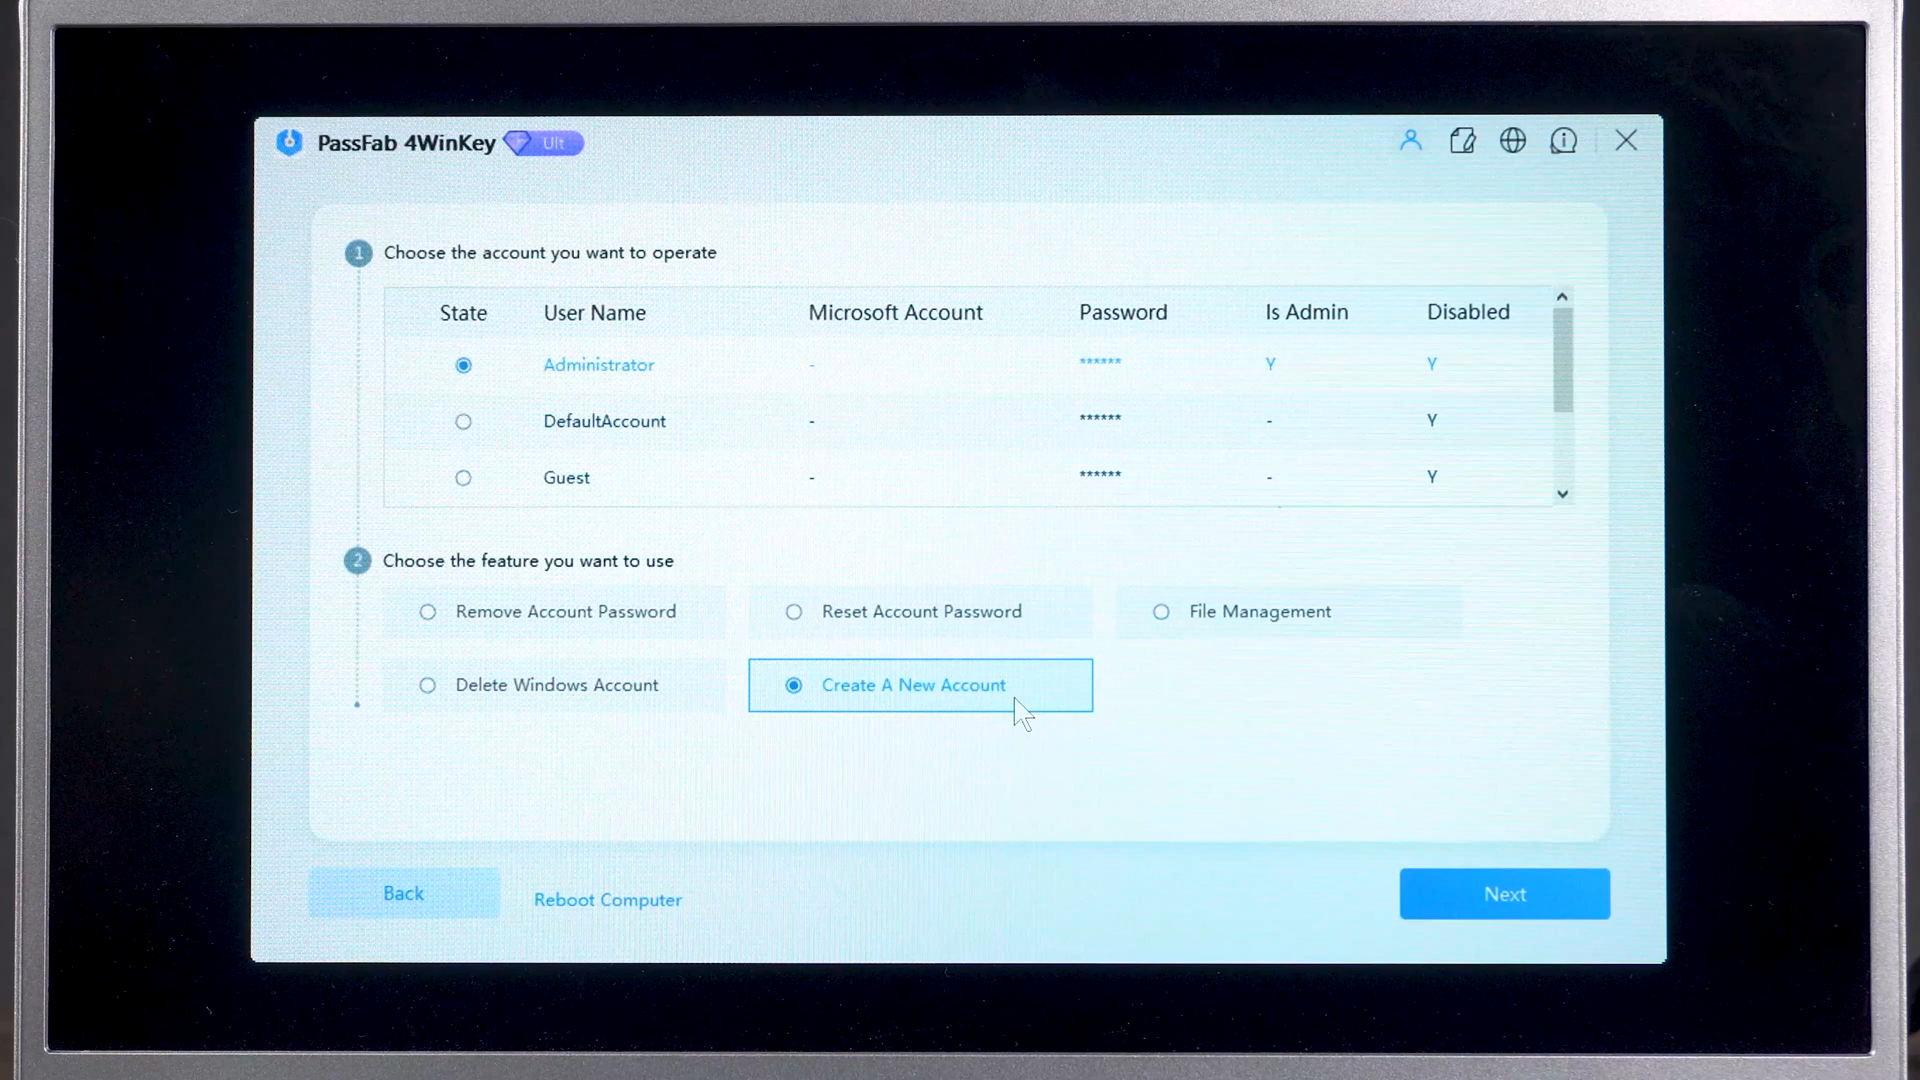 PassFab 4WinKey Ult
1 Choose the account you want to operate
State User Name Microsoft Account Password Is Admin Disabled
Administrator - ****** Y Y
DefaultAccount - ****** - Y
Guest - ****** - Y
2 Choose the feature you want to use
Remove Account Password Reset Account Password File Management
Delete Windows Account Create A New Account
Back Reboot Computer Next